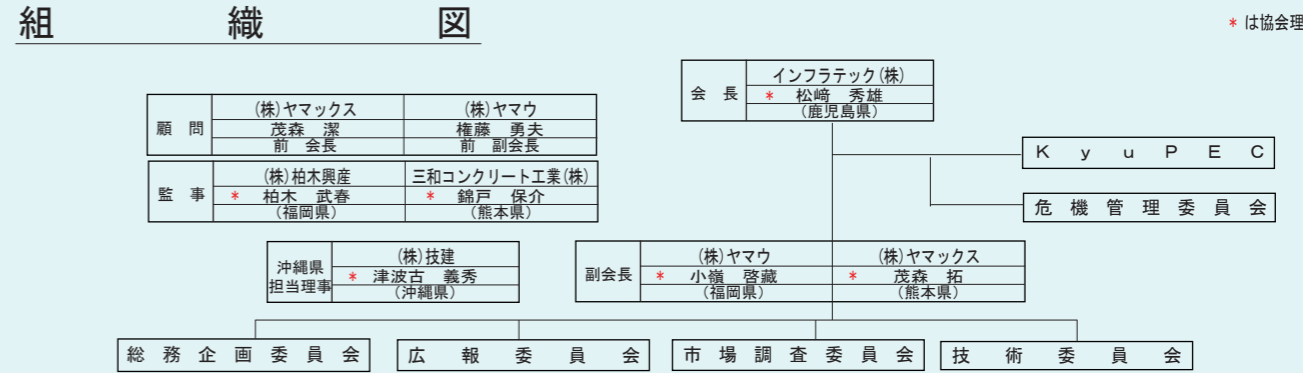 組織図
* は協会理
会長
インフラテック(株)
* 松﨑 秀雄
(鹿児島県)
顧問
(株)ヤマックス (株)ヤマウ
茂森 潔 権藤 勇夫
前 会長 前 副会長
監事
(株)柏木興産 三和コンクリート工業(株)
* 柏木 武春 * 錦戸 保介
(福岡県) (熊本県)
KyuPEC
危機管理委員会
沖縄県
担当理事
(株)技建
* 津波古 義秀
(沖縄県)
副会長
(株)ヤマウ (株)ヤマックス
* 小嶺 啓藏 * 茂森 拓
(福岡県) (熊本県)
総務企画委員会 広報委員会 市場調査委員会 技術委員会